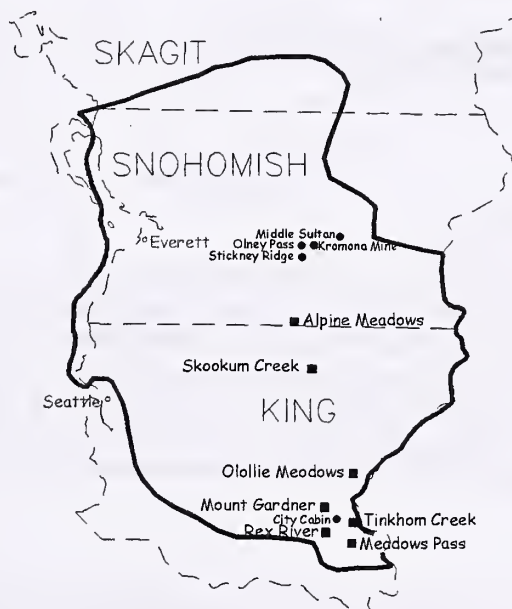 SKAGIT
SNOHOMISH
Middle Sultan
Everett
Olney Pass
Kromona Mine
Stickney Ridge
Alpine Meadows
Skookum Creek
Seattle
KING
Olollie Meodows
Mount Gardner
City Cabin
Tinkhom Creek
Rex River
Meadows Pass